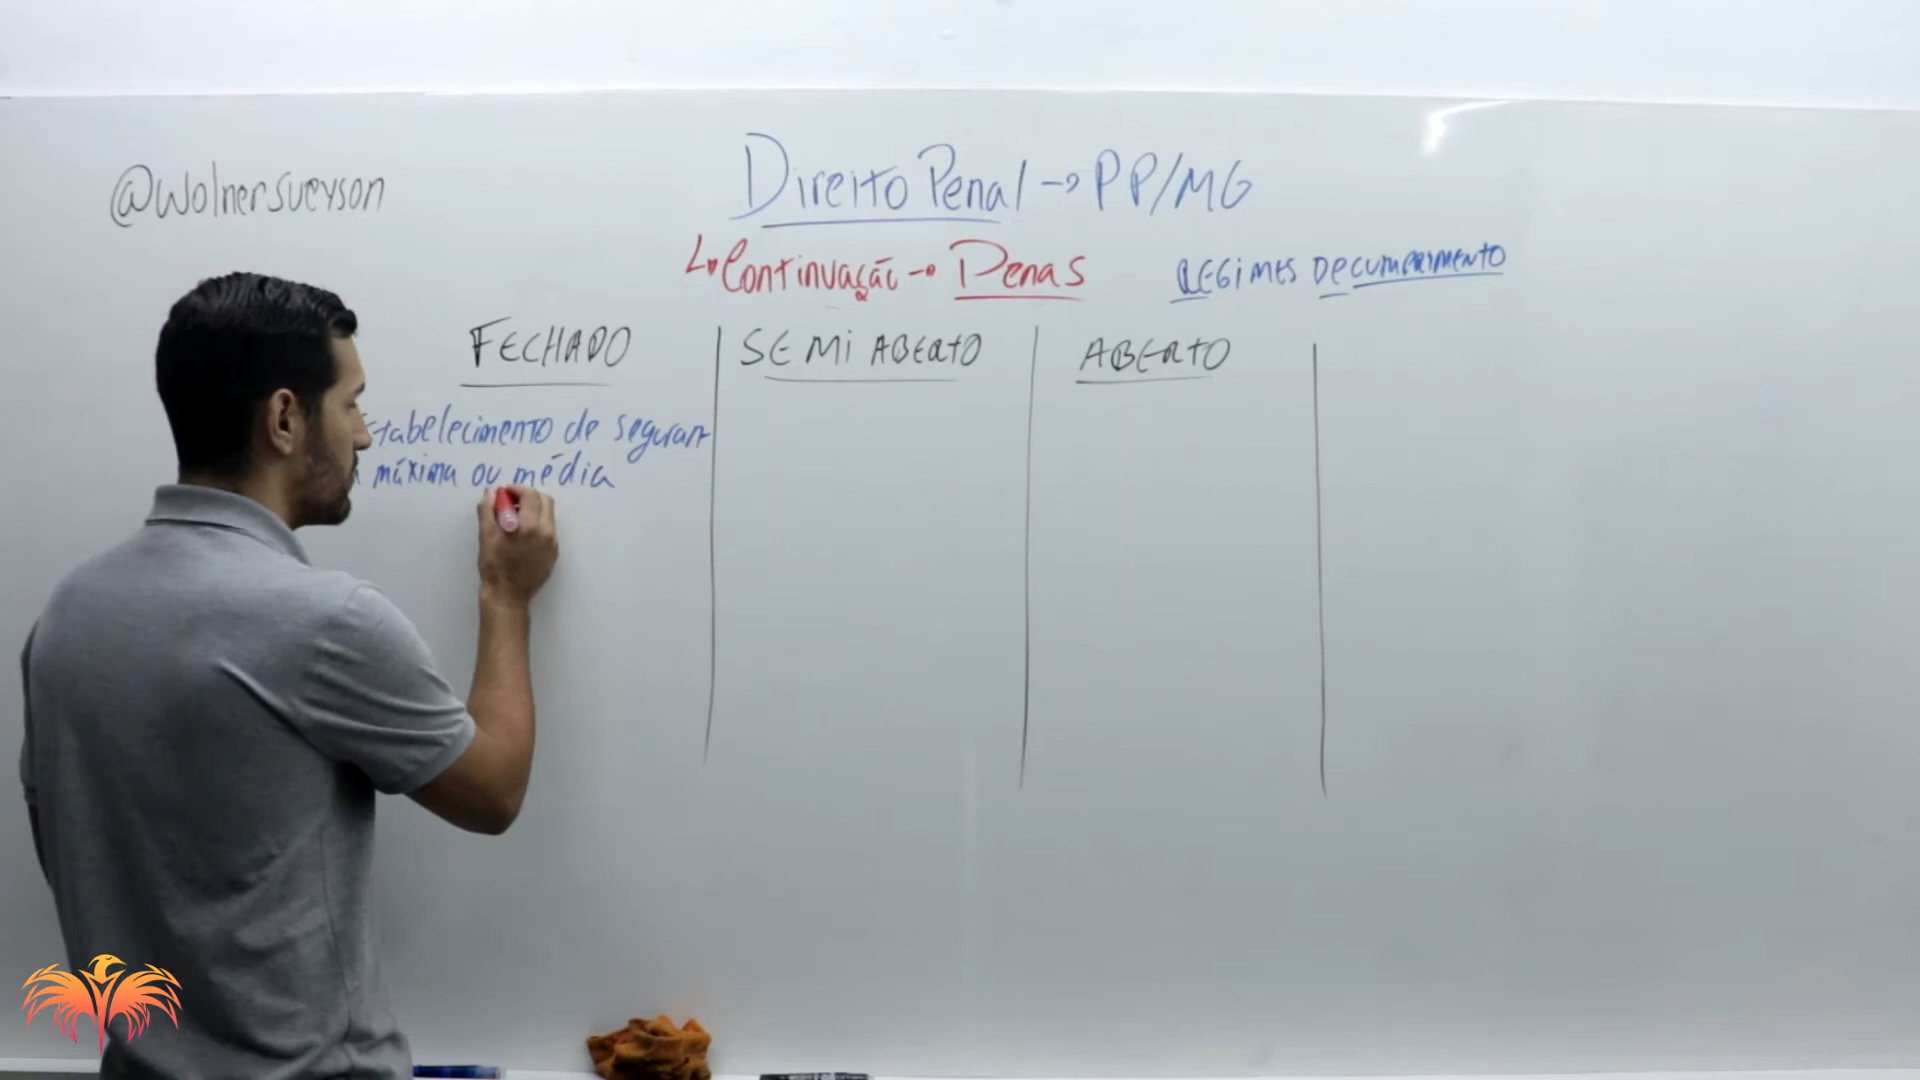 @wolnersueyson
Direito Penal → PP/MG
↳ Continuação → Penas
REGIMES DE CUMPRIMENTO
FECHADO
SEMI ABERTO
ABERTO
stabelecimento de seguran
máxima ou média